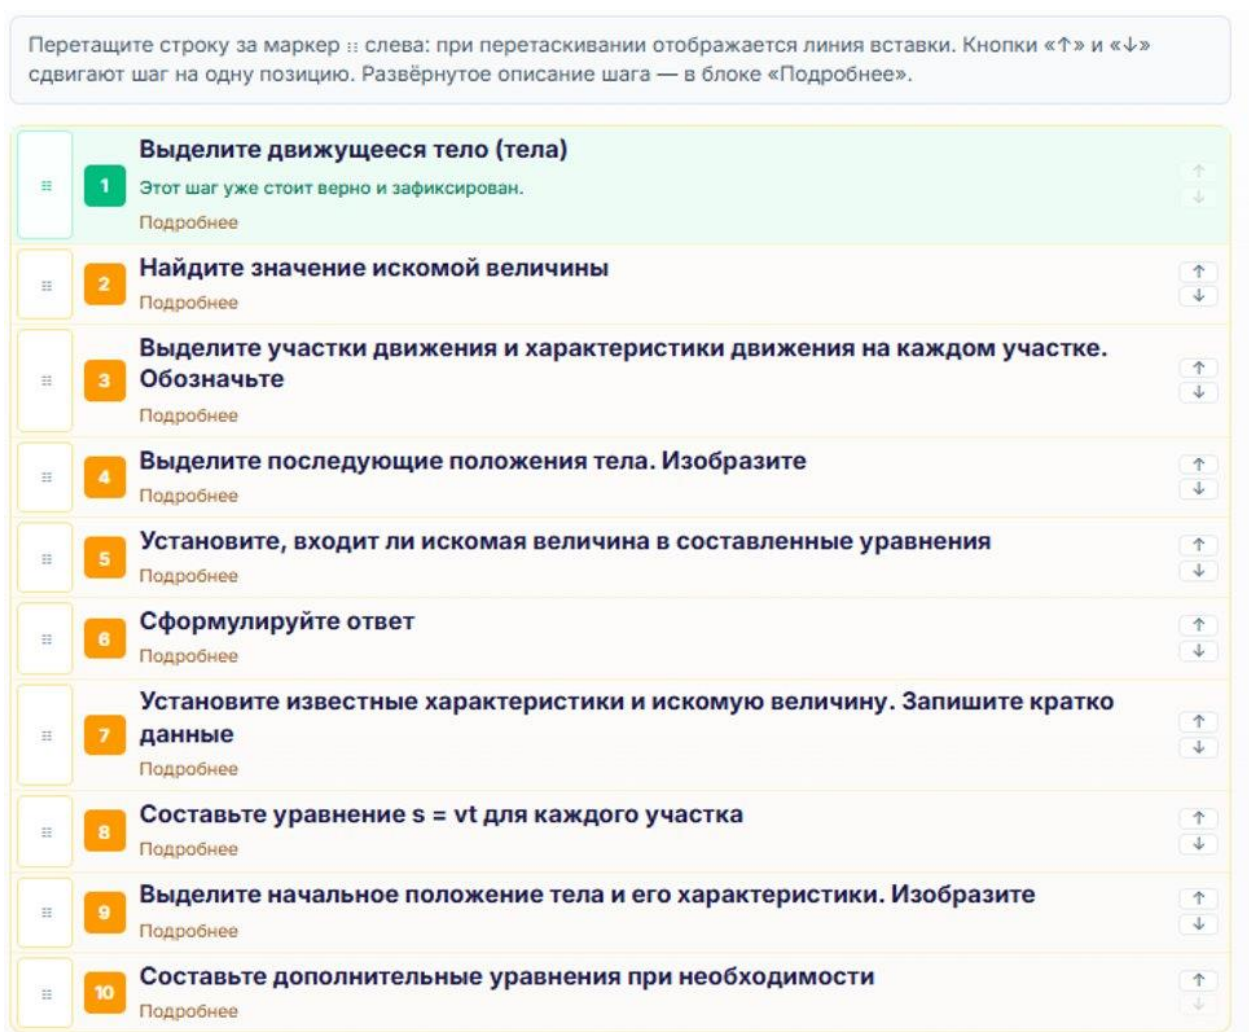 Перетащите строку за маркер ⠿ слева: при перетаскивании отображается линия вставки. Кнопки «↑» и «↓»
сдвигают шаг на одну позицию. Развёрнутое описание шага — в блоке «Подробнее».
1
Выделите движущееся тело (тела)
Этот шаг уже стоит верно и зафиксирован.
Подробнее
↑
↓
2
Найдите значение искомой величины
Подробнее
↑
↓
3
Выделите участки движения и характеристики движения на каждом участке.
Обозначьте
Подробнее
↑
↓
4
Выделите последующие положения тела. Изобразите
Подробнее
↑
↓
5
Установите, входит ли искомая величина в составленные уравнения
Подробнее
↑
↓
6
Сформулируйте ответ
Подробнее
↑
↓
7
Установите известные характеристики и искомую величину. Запишите кратко
данные
Подробнее
↑
↓
8
Составьте уравнение s = vt для каждого участка
Подробнее
↑
↓
9
Выделите начальное положение тела и его характеристики. Изобразите
Подробнее
↑
↓
10
Составьте дополнительные уравнения при необходимости
Подробнее
↑
↓